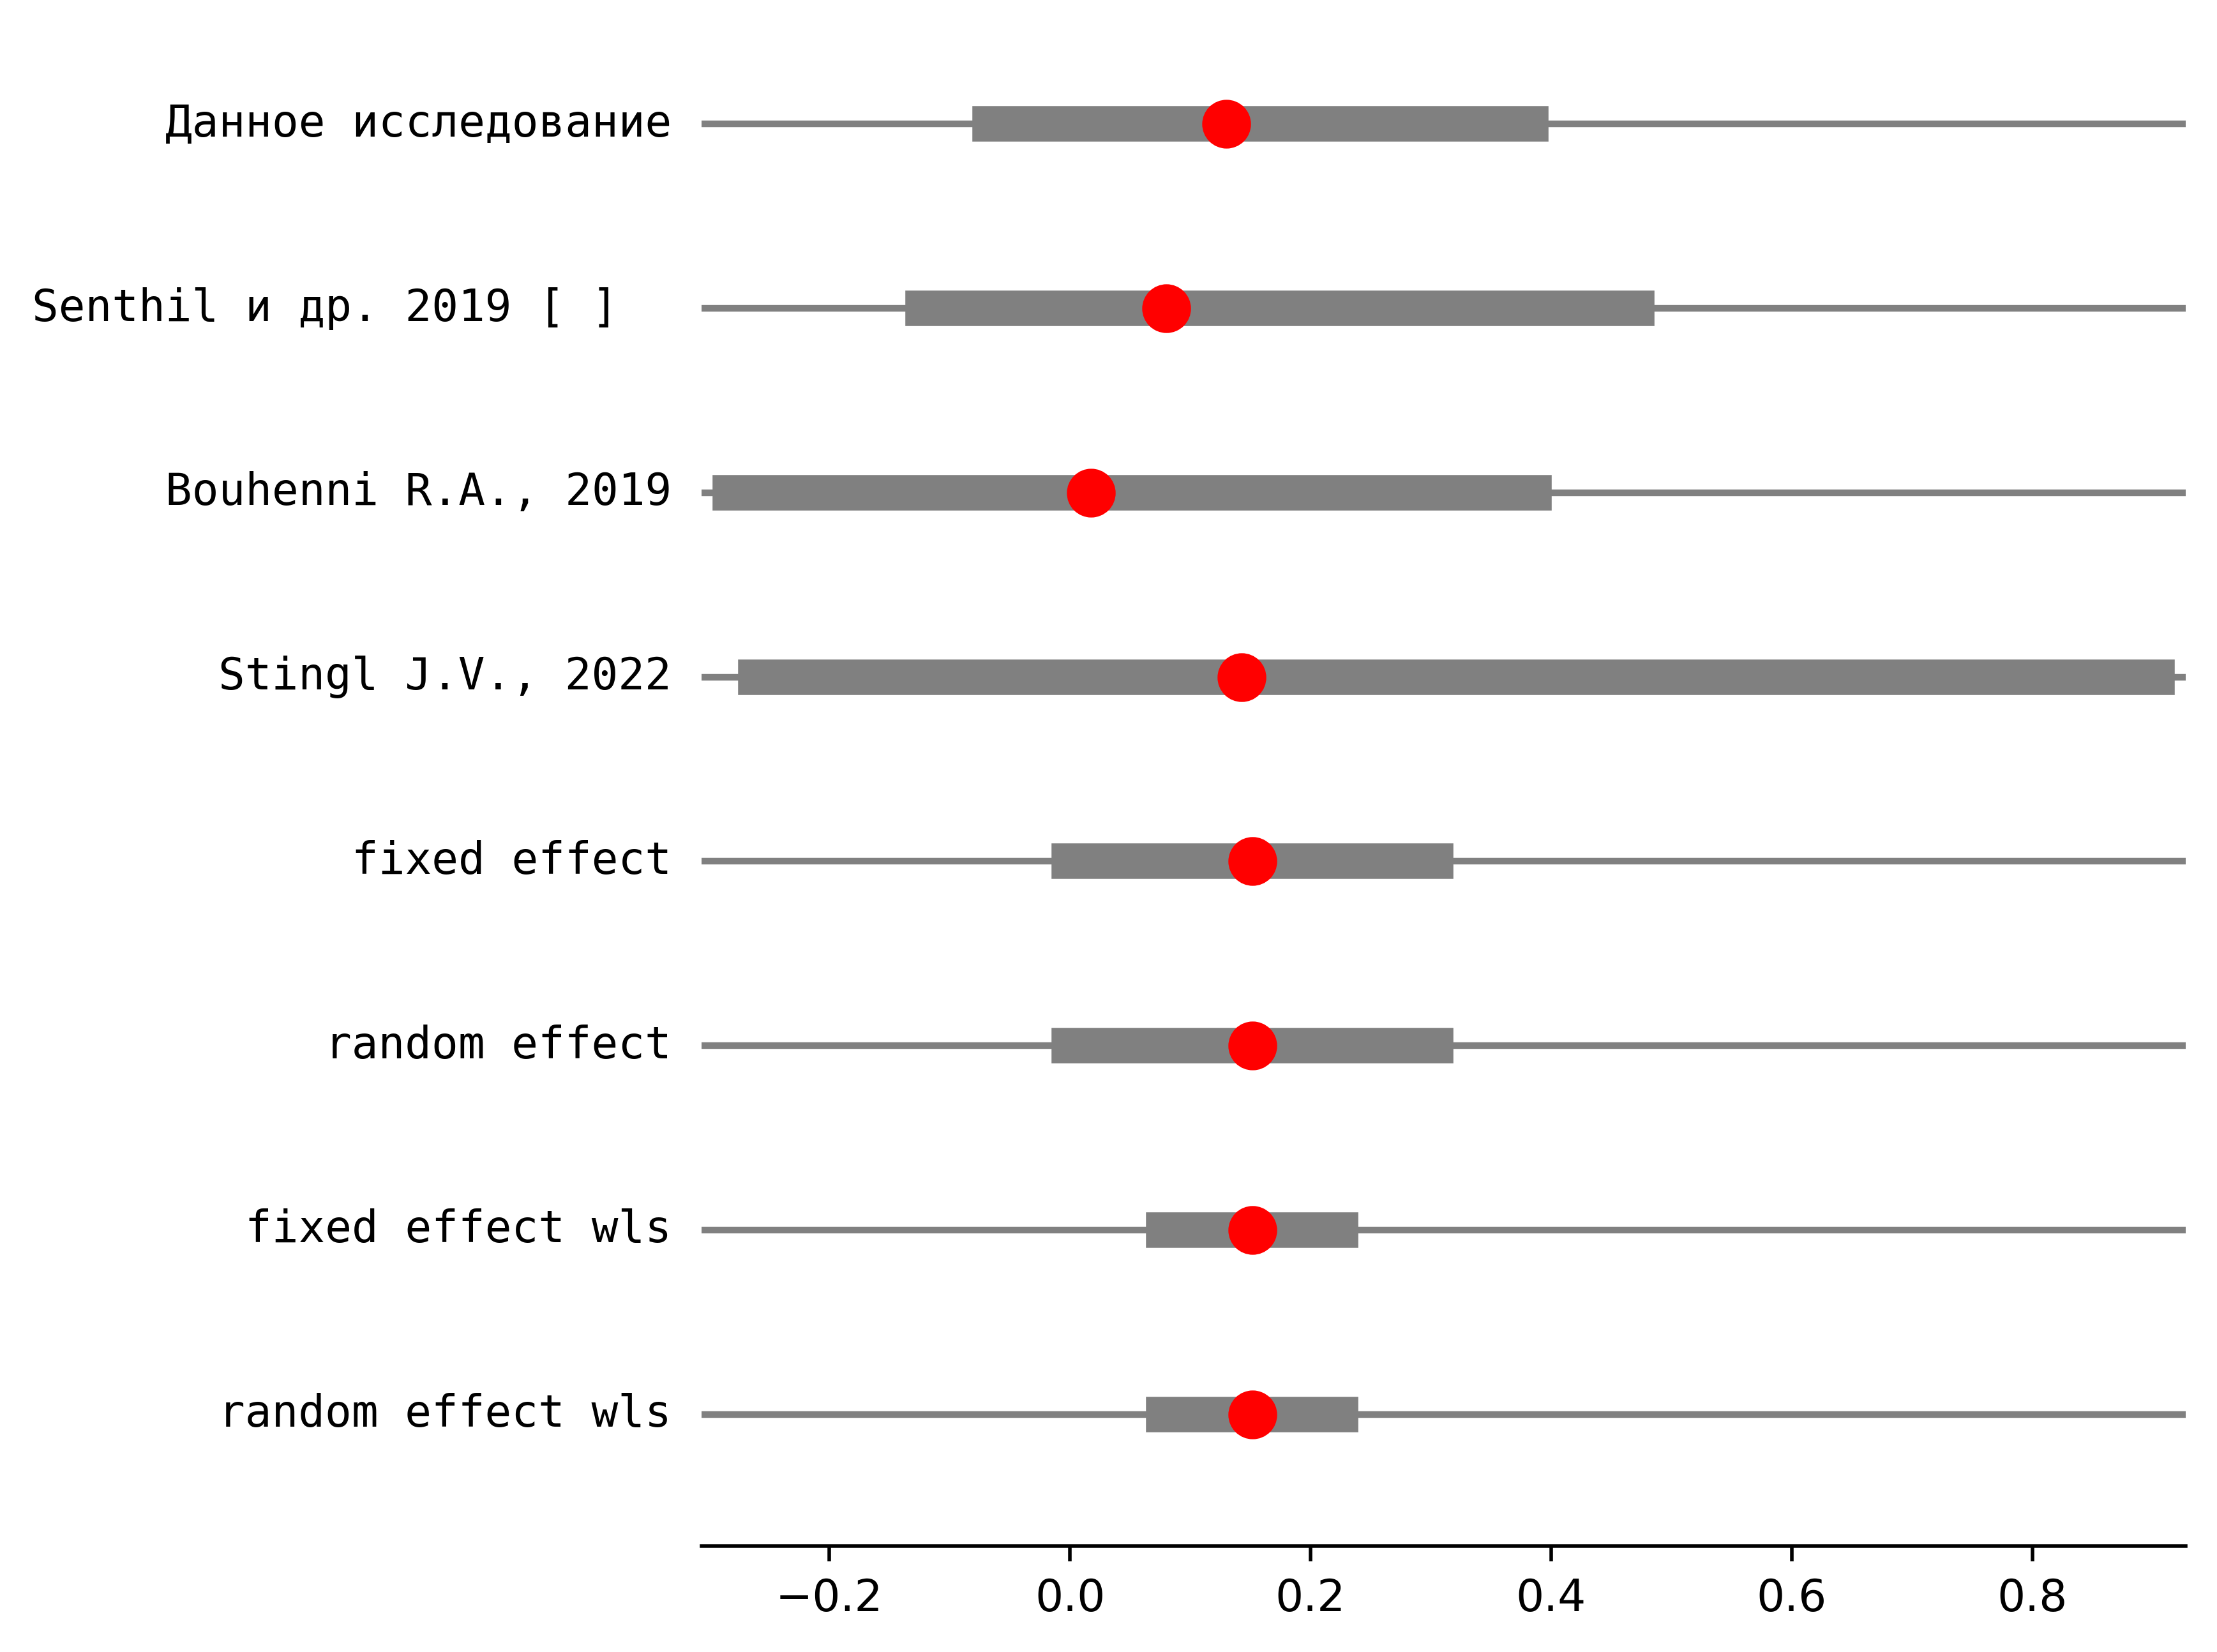 Данное исследование
Senthil и др. 2019 [ ]
Bouhenni R.A., 2019
Stingl J.V., 2022
fixed effect
random effect
fixed effect wls
random effect wls
−0.2 0.0 0.2 0.4 0.6 0.8